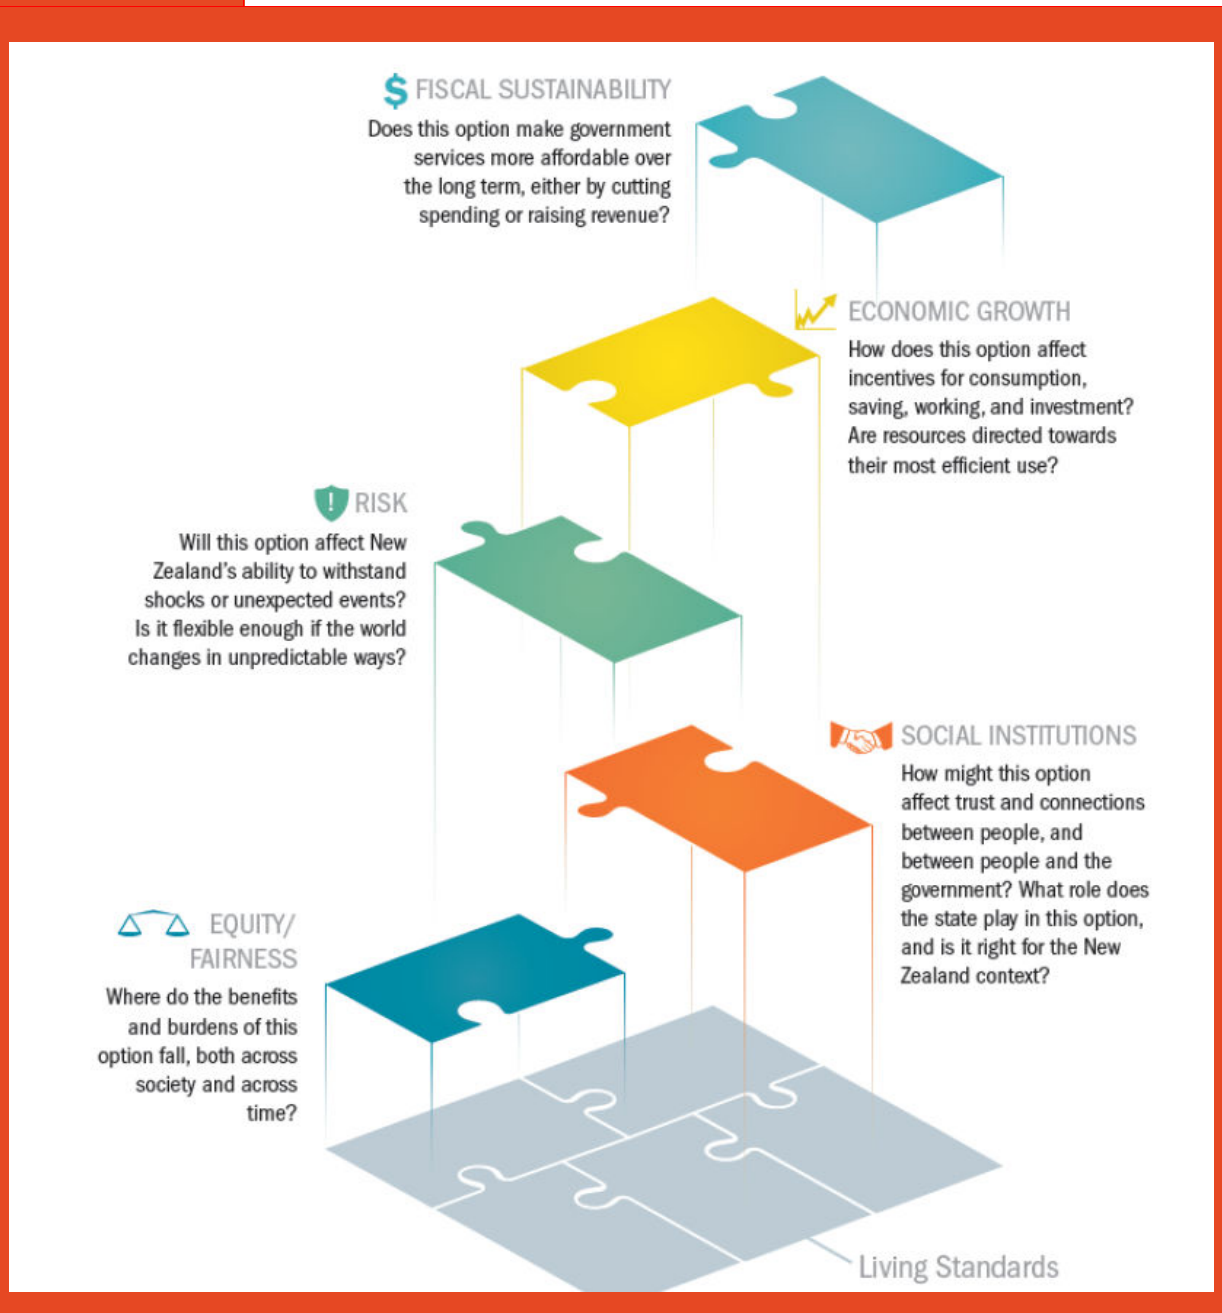 $ FISCAL SUSTAINABILITY
Does this option make government
services more affordable over
the long term, either by cutting
spending or raising revenue?
ECONOMIC GROWTH
How does this option affect
incentives for consumption,
saving, working, and investment?
Are resources directed towards
their most efficient use?
! RISK
Will this option affect New
Zealand's ability to withstand
shocks or unexpected events?
Is it flexible enough if the world
changes in unpredictable ways?
SOCIAL INSTITUTIONS
How might this option
affect trust and connections
between people, and
between people and the
government? What role does
the state play in this option,
and is it right for the New
Zealand context?
EQUITY/
FAIRNESS
Where do the benefits
and burdens of this
option fall, both across
society and across
time?
Living Standards